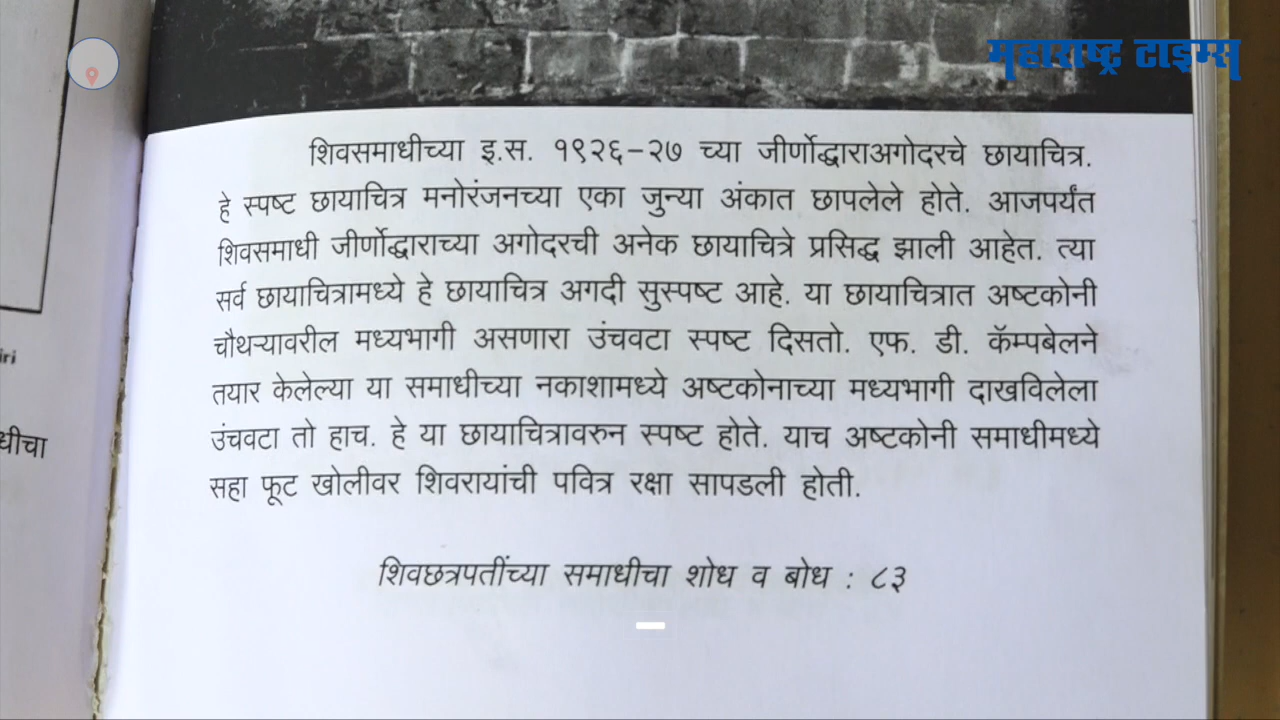 महाराष्ट्र टाइम्स
शिवसमाधीच्या इ.स. १९२६-२७ च्या जीर्णोद्धाराअगोदरचे छायाचित्र.
हे स्पष्ट छायाचित्र मनोरंजनच्या एका जुन्या अंकात छापलेले होते. आजपर्यंत
शिवसमाधी जीर्णोद्धाराच्या अगोदरची अनेक छायाचित्रे प्रसिद्ध झाली आहेत. त्या
सर्व छायाचित्रामध्ये हे छायाचित्र अगदी सुस्पष्ट आहे. या छायाचित्रात अष्टकोनी
चौथऱ्यावरील मध्यभागी असणारा उंचवटा स्पष्ट दिसतो. एफ. डी. कॅम्पबेलने
तयार केलेल्या या समाधीच्या नकाशामध्ये अष्टकोनाच्या मध्यभागी दाखविलेला
उंचवटा तो हाच. हे या छायाचित्रावरुन स्पष्ट होते. याच अष्टकोनी समाधीमध्ये
सहा फूट खोलीवर शिवरायांची पवित्र रक्षा सापडली होती.
शिवछत्रपतींच्या समाधीचा शोध व बोध : ८३